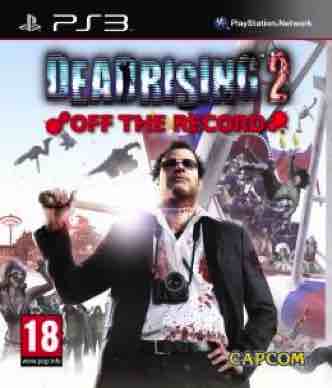 PS3
PlayStation Network
DEADRISING 2
OFF THE RECORD
18
www.pegi.info
CAPCOM